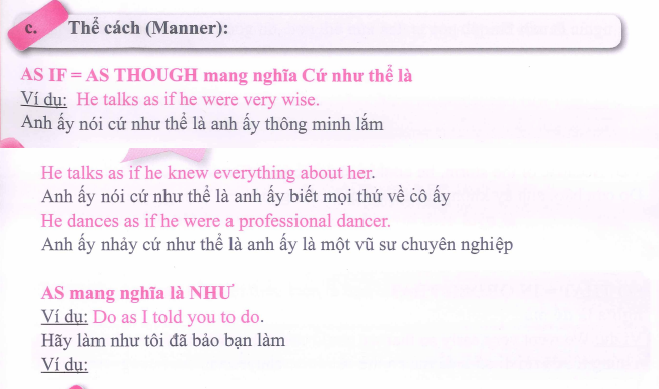 c. Thể cách (Manner):
AS IF = AS THOUGH mang nghĩa Cứ như thể là
Ví dụ: He talks as if he were very wise.
Anh ấy nói cứ như thể là anh ấy thông minh lắm
He talks as if he knew everything about her.
Anh ấy nói cứ như thể là anh ấy biết mọi thứ về cô ấy
He dances as if he were a professional dancer.
Anh ấy nhảy cứ như thể là anh ấy là một vũ sư chuyên nghiệp
AS mang nghĩa là NHƯ
Ví dụ: Do as I told you to do.
Hãy làm như tôi đã bảo bạn làm
Ví dụ: